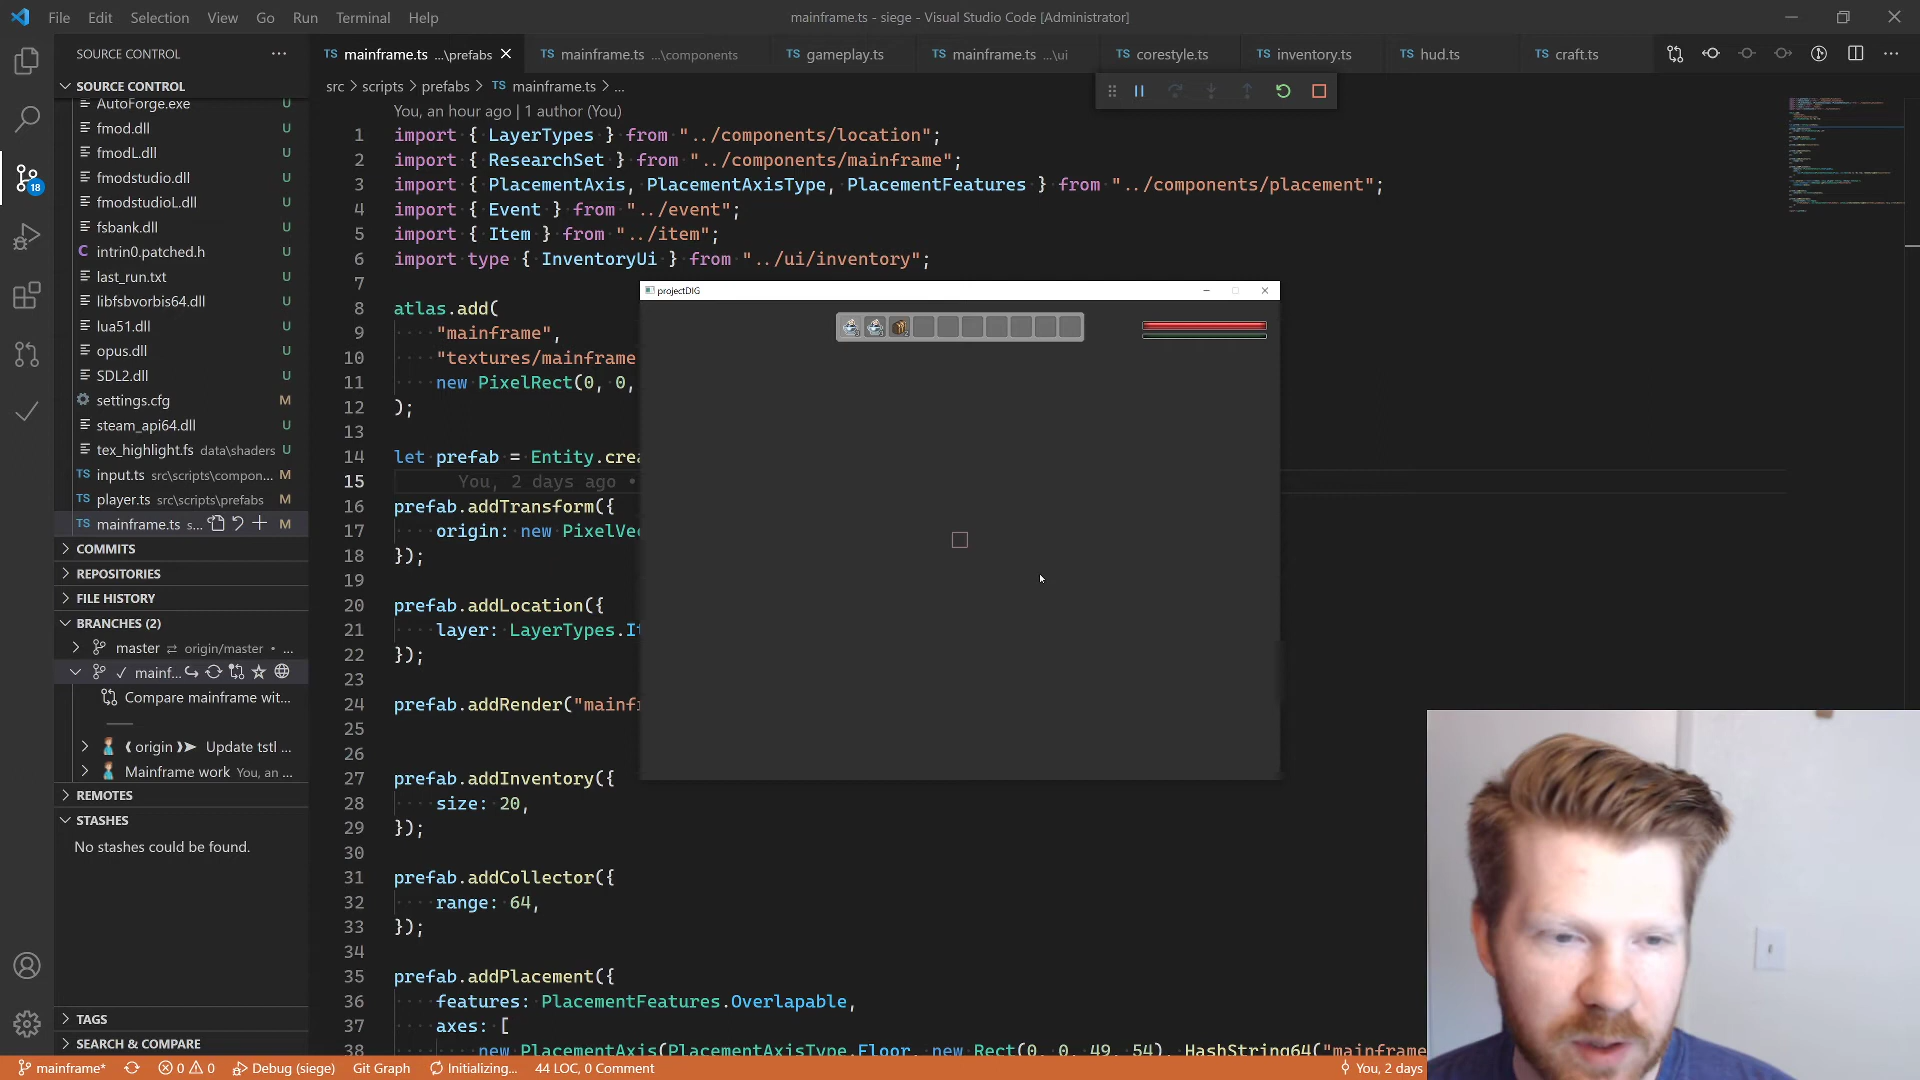 File Edit Selection View Go Run Terminal Help
mainframe.ts - siege - Visual Studio Code [Administrator]
SOURCE CONTROL
TS mainframe.ts ...\prefabs
TS mainframe.ts ...\components
TS gameplay.ts
TS mainframe.ts ...\ui
TS corestyle.ts
TS inventory.ts
TS hud.ts
TS craft.ts
SOURCE CONTROL
AutoForge.exe U
fmod.dll U
fmodL.dll U
fmodstudio.dll U
fmodstudioL.dll U
fsbank.dll U
C intrin0.patched.h U
last_run.txt U
libfsbvorbis64.dll U
lua51.dll U
opus.dll U
SDL2.dll U
settings.cfg M
steam_api64.dll U
tex_highlight.fs data\shaders U
TS input.ts src\scripts\compon... M
TS player.ts src\scripts\prefabs M
TS mainframe.ts s... M
18
COMMITS
REPOSITORIES
FILE HISTORY
BRANCHES (2)
master origin/master • ...
✓ mainf...
Compare mainframe wit...
origin Update tstl ...
Mainframe work You, an ...
REMOTES
STASHES
No stashes could be found.
TAGS
SEARCH & COMPARE
src > scripts > prefabs > TS mainframe.ts > ...
You, an hour ago | 1 author (You)
1 import { LayerTypes } from "../components/location";
2 import { ResearchSet } from "../components/mainframe";
3 import { PlacementAxis, PlacementAxisType, PlacementFeatures } from "../components/placement";
4 import { Event } from "../event";
5 import { Item } from "../item";
6 import type { InventoryUi } from "../ui/inventory";
7
8 atlas.add(
9 "mainframe",
10 "textures/mainframe
11 new PixelRect(0, 0,
12 );
13
14 let prefab = Entity.crea
15 You, 2 days ago •
16 prefab.addTransform({
17 origin: new PixelVec
18 });
19
20 prefab.addLocation({
21 layer: LayerTypes.It
22 });
23
24 prefab.addRender("mainfr
25
26
27 prefab.addInventory({
28 size: 20,
29 });
30
31 prefab.addCollector({
32 range: 64,
33 });
34
35 prefab.addPlacement({
36 features: PlacementFeatures.Overlapable,
37 axes: [
38 new PlacementAxis(PlacementAxisType.Floor, new Rect(0, 0, 49, 54), HashString64("mainframe
projectDIG
mainframe* 0 0 Debug (siege) Git Graph Initializing... 44 LOC, 0 Comment You, 2 days